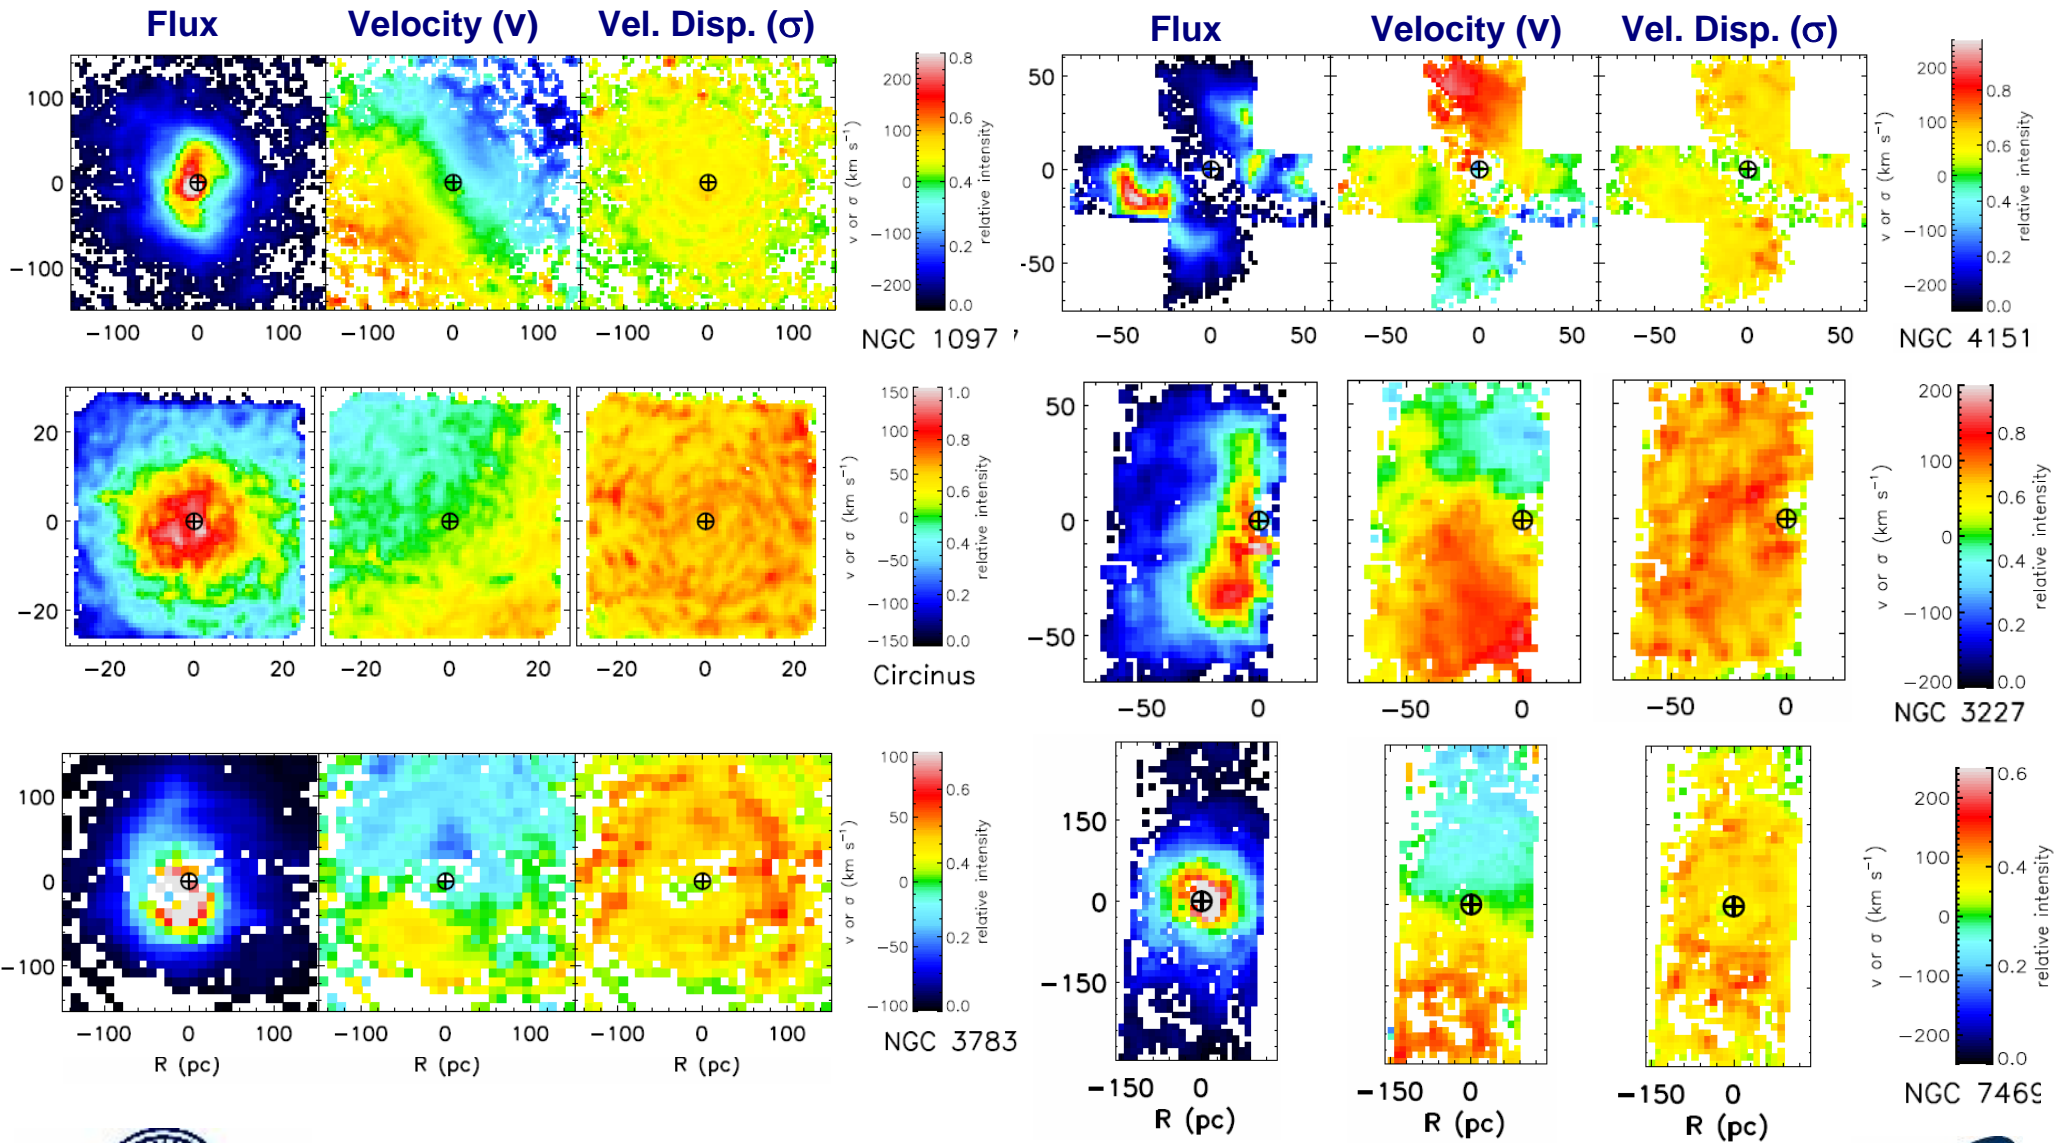 Flux Velocity (v) Vel. Disp. (σ)
100
0
−100
−100 0 100 −100 0 100 −100 0 100
200
100
0
−100
−200
0.8
0.6
0.4
0.2
0.0
v or σ (km s⁻¹)
relative intensity
NGC 1097
20
0
−20
−20 0 20 −20 0 20 −20 0 20
150
100
50
0
−50
−100
−150
1.0
0.8
0.6
0.4
0.2
0.0
v or σ (km s⁻¹)
relative intensity
Circinus
100
0
−100
−100 0 100 −100 0 100 −100 0 100
R (pc) R (pc) R (pc)
100
50
0
−50
−100
0.6
0.4
0.2
0.0
v or σ (km s⁻¹)
relative intensity
NGC 3783
Flux Velocity (v) Vel. Disp. (σ)
50
0
-50
−50 0 50 −50 0 50 −50 0 50
200
100
0
−100
−200
0.8
0.6
0.4
0.2
0.0
v or σ (km s⁻¹)
relative intensity
NGC 4151
50
0
−50
−50 0 −50 0 −50 0
200
100
0
−100
−200
0.8
0.6
0.4
0.2
0.0
v or σ (km s⁻¹)
relative intensity
NGC 3227
150
0
−150
−150 0 −150 0 −150 0
R (pc) R (pc) R (pc)
200
100
0
−100
−200
0.6
0.4
0.2
0.0
v or σ (km s⁻¹)
relative intensity
NGC 7469